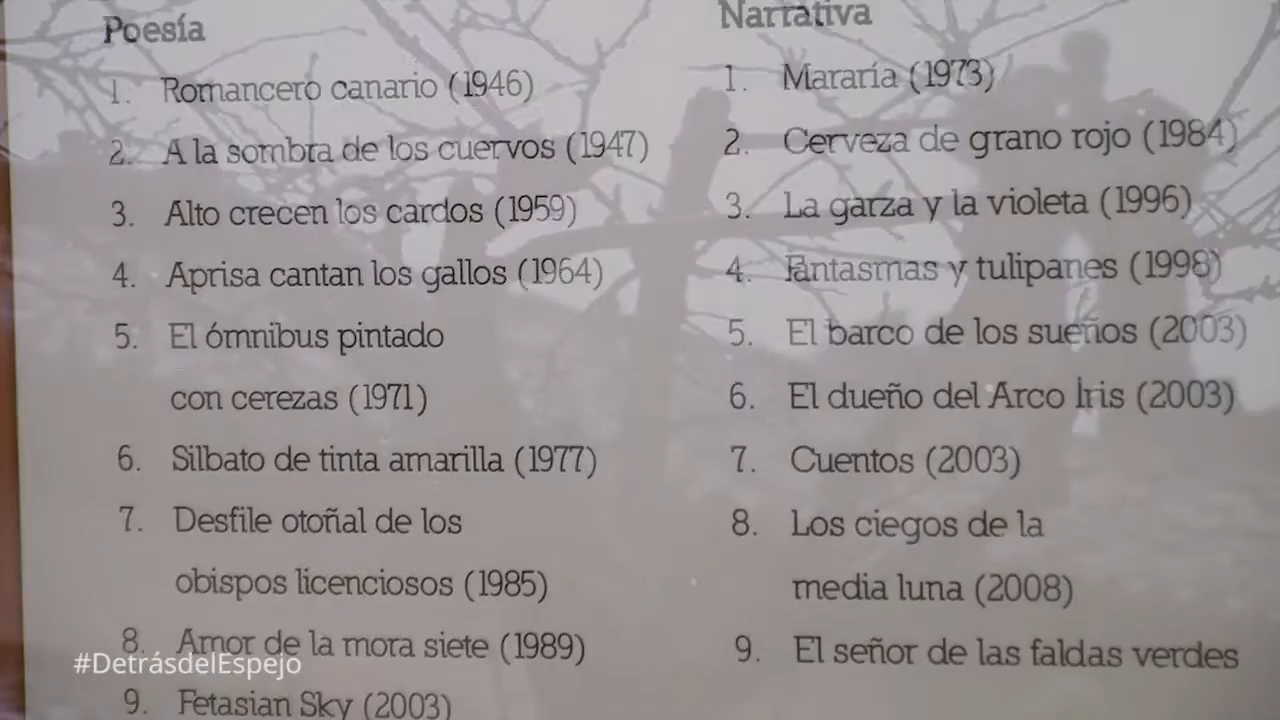 Poesía
1. Romancero canario (1946)
2. A la sombra de los cuervos (1947)
3. Alto crecen los cardos (1959)
4. Aprisa cantan los gallos (1964)
5. El ómnibus pintado
con cerezas (1971)
6. Silbato de tinta amarilla (1977)
7. Desfile otoñal de los
obispos licenciosos (1985)
8. Amor de la mora siete (1989)
9. Fetasian Sky (2003)
Narrativa
1. Mararía (1973)
2. Cerveza de grano rojo (1984)
3. La garza y la violeta (1996)
4. Fantasmas y tulipanes (1998)
5. El barco de los sueños (2003)
6. El dueño del Arco Iris (2003)
7. Cuentos (2003)
8. Los ciegos de la
media luna (2008)
9. El señor de las faldas verdes
#DetrásdelEspejo